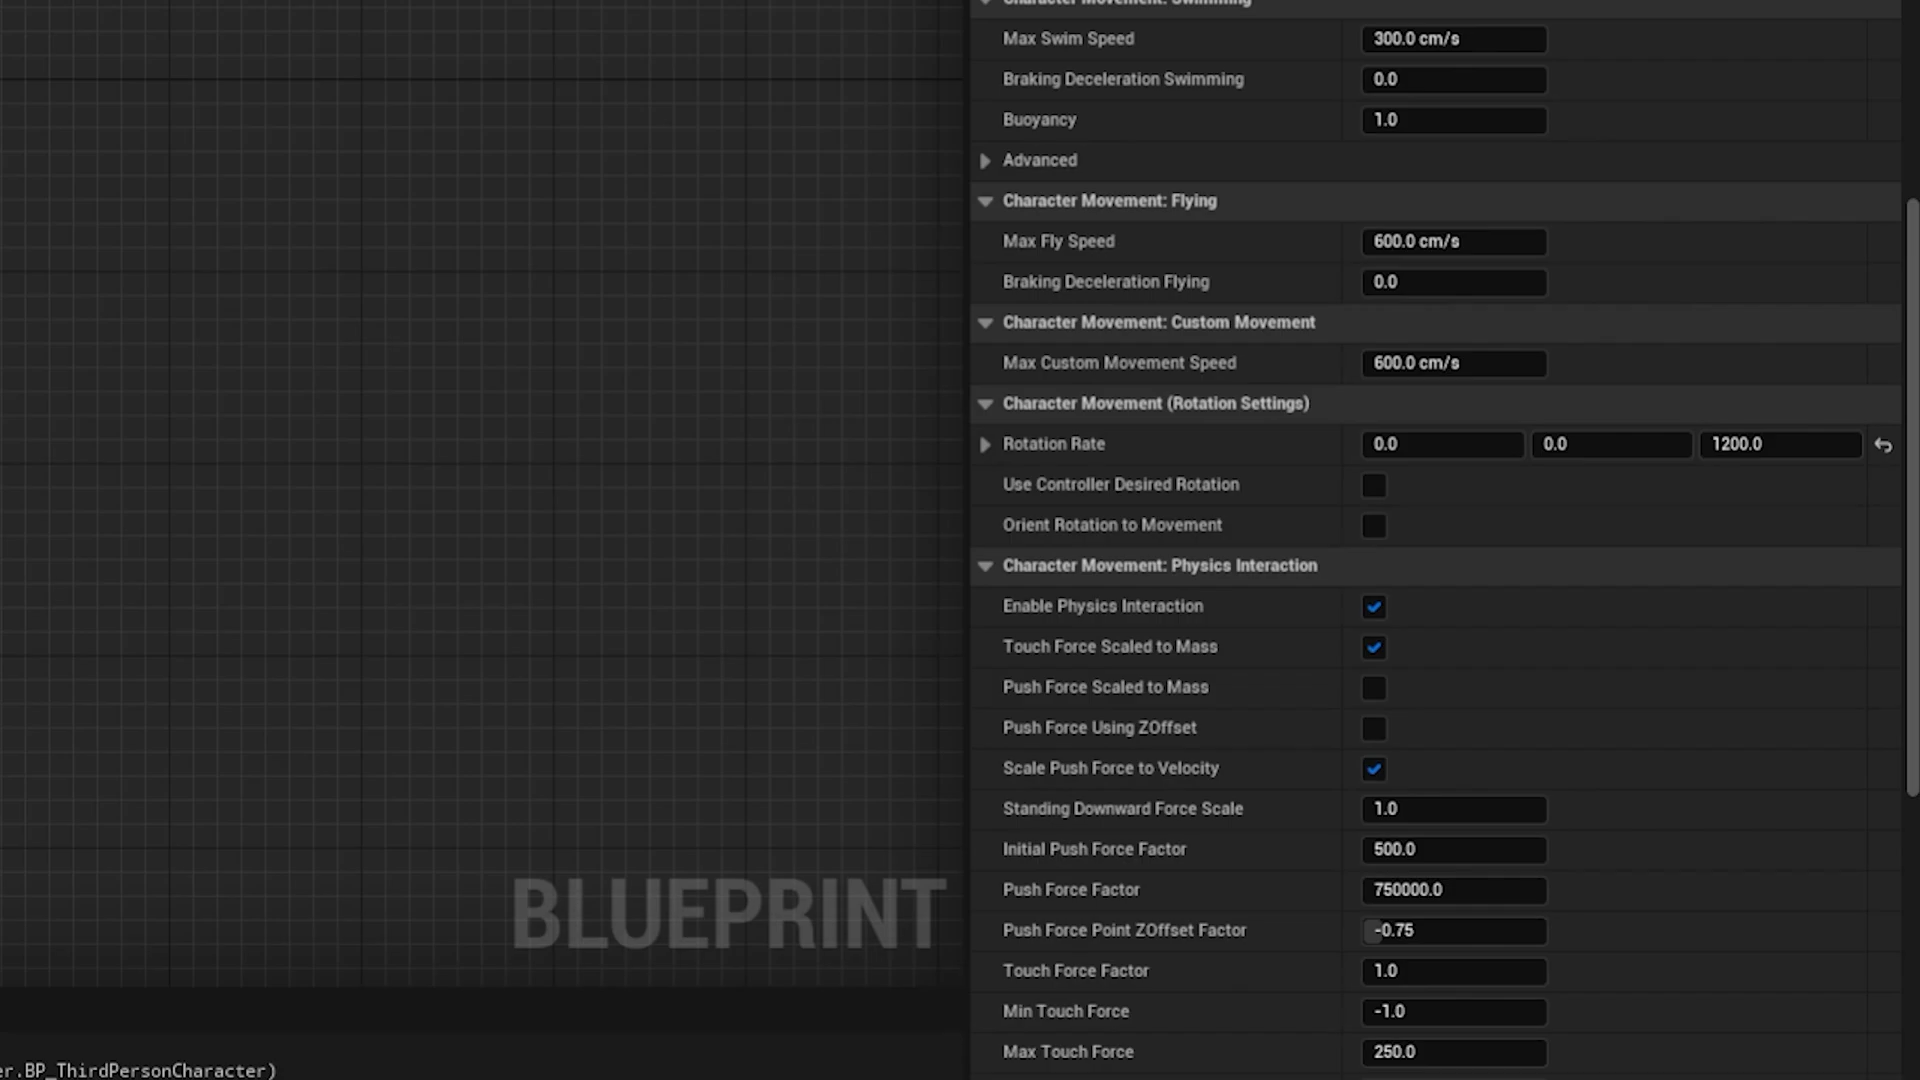 Character Movement: Swimming
Max Swim Speed 300.0 cm/s
Braking Deceleration Swimming 0.0
Buoyancy 1.0
Advanced
Character Movement: Flying
Max Fly Speed 600.0 cm/s
Braking Deceleration Flying 0.0
Character Movement: Custom Movement
Max Custom Movement Speed 600.0 cm/s
Character Movement (Rotation Settings)
Rotation Rate 0.0 0.0 1200.0
Use Controller Desired Rotation
Orient Rotation to Movement
Character Movement: Physics Interaction
Enable Physics Interaction
Touch Force Scaled to Mass
Push Force Scaled to Mass
Push Force Using ZOffset
Scale Push Force to Velocity
Standing Downward Force Scale 1.0
Initial Push Force Factor 500.0
Push Force Factor 750000.0
Push Force Point ZOffset Factor -0.75
Touch Force Factor 1.0
Min Touch Force -1.0
Max Touch Force 250.0
BLUEPRINT
er.BP_ThirdPersonCharacter)